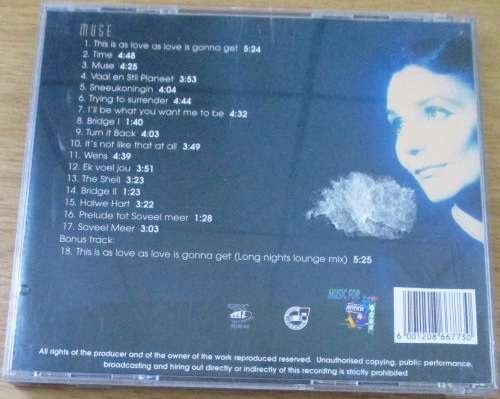 MUSE
1. This is as love as love is gonna get 5:24
2. Time 4:48
3. Muse 4:25
4. Vaal en Stil Planeet 3:53
5. Sneeukoningin 4:04
6. Trying to surrender 4:44
7. I'll be what you want me to be 4:32
8. Bridge I 1:40
9. Turn it Back 4:03
10. It's not like that at all 3:49
11. Wens 4:39
12. Ek voel jou 3:51
13. The Shell 3:23
14. Bridge II 1:23
15. Halwe Hart 3:22
16. Prelude tot Soveel meer 1:28
17. Soveel Meer 3:03
Bonus track:
18. This is as love as love is gonna get (Long nights lounge mix) 5:25
MUSIC FOR
6 001208 667730
All rights of the producer and of the owner of the work reproduced reserved. Unauthorised copying, public performance,
broadcasting and hiring out directly or indirectly of this recording is strictly prohibited